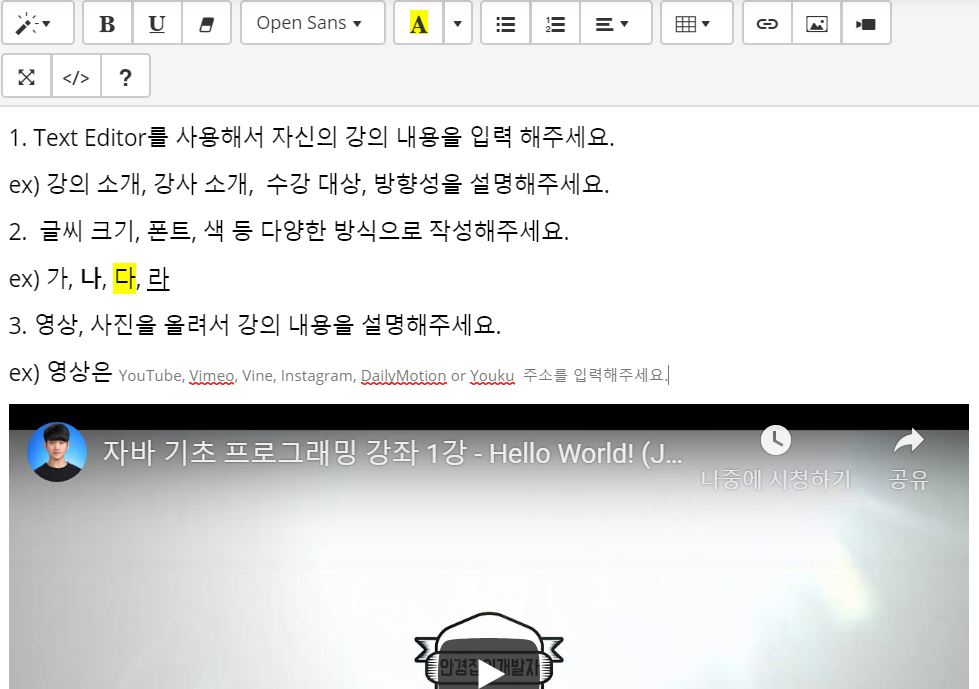 B U Open Sans A
</> ?
1. Text Editor를 사용해서 자신의 강의 내용을 입력 해주세요.
ex) 강의 소개, 강사 소개,  수강 대상, 방향성을 설명해주세요.
2.  글씨 크기, 폰트, 색 등 다양한 방식으로 작성해주세요.
ex) 가, 나, 다, 라
3. 영상, 사진을 올려서 강의 내용을 설명해주세요.
ex) 영상은 YouTube, Vimeo, Vine, Instagram, DailyMotion or Youku  주소를 입력해주세요.
자바 기초 프로그래밍 강좌 1강 - Hello World! (J...
나중에 시청하기 공유